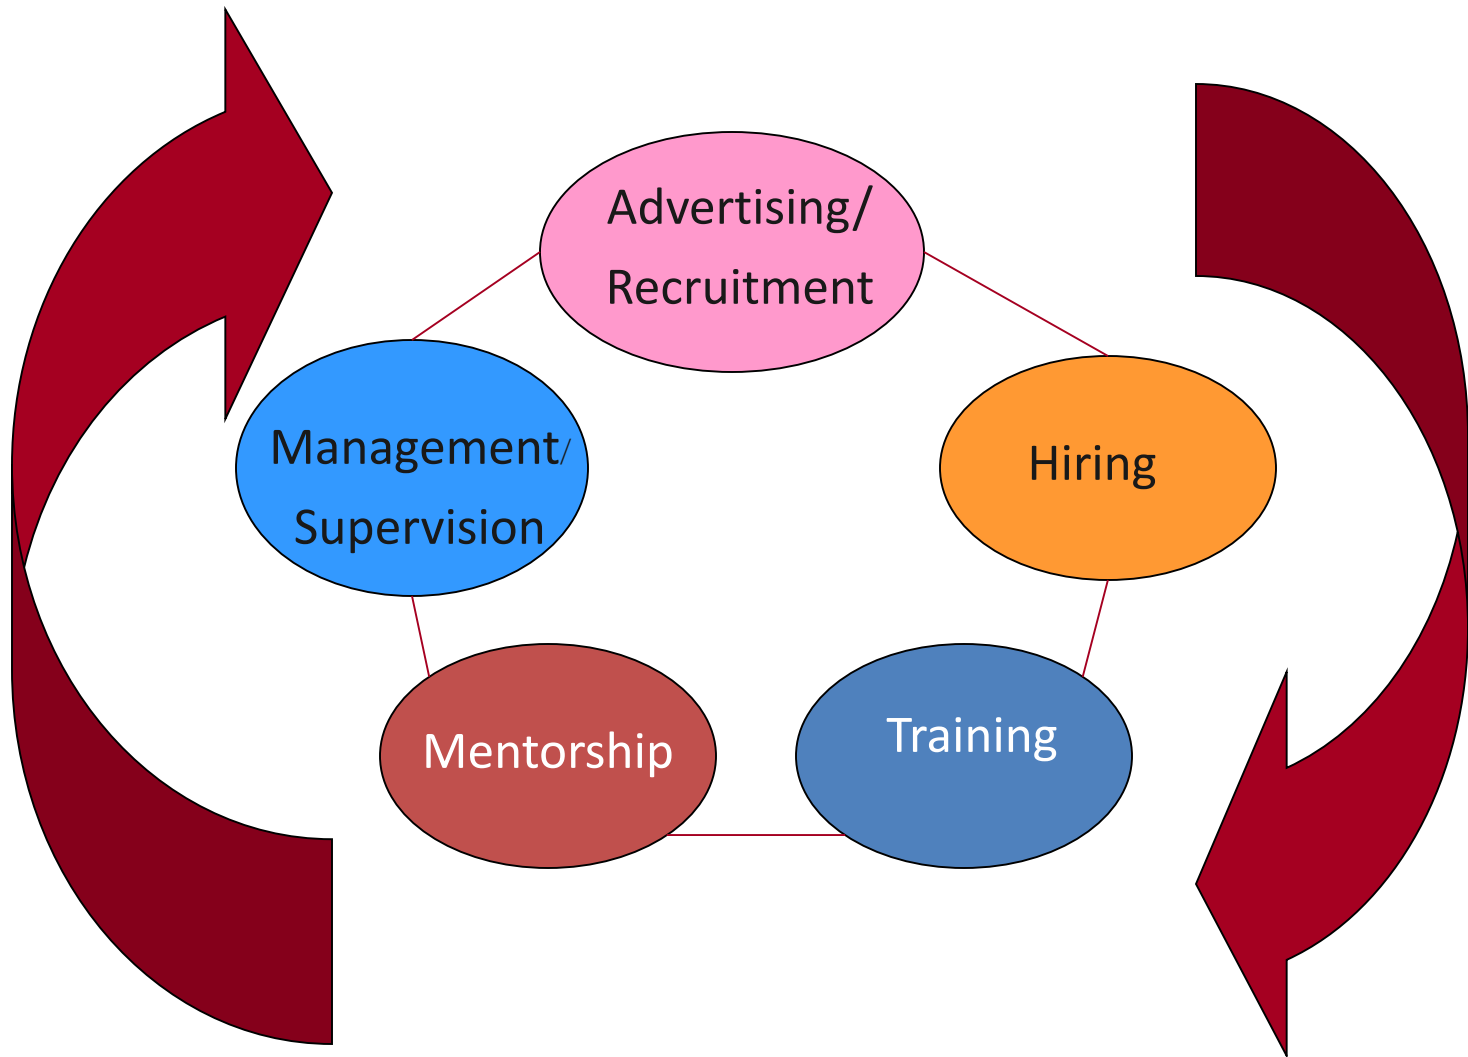 Advertising/
Recruitment
Management/
Supervision
Hiring
Mentorship
Training